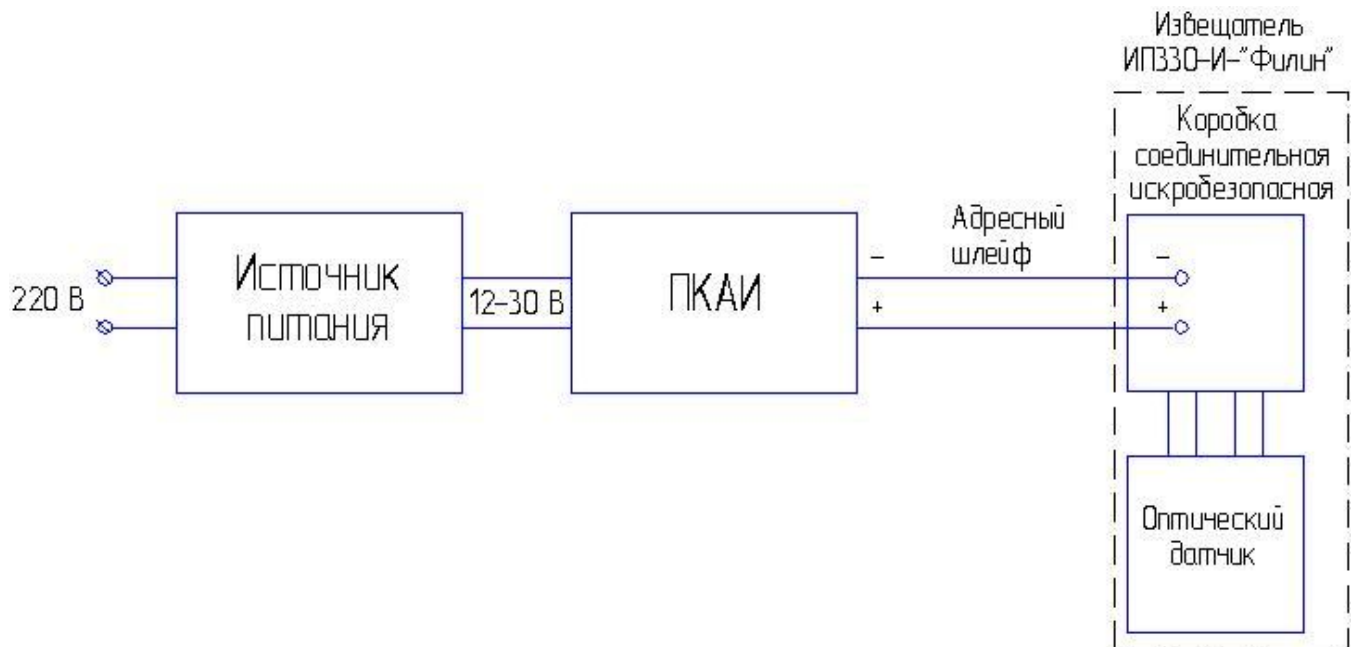 Извещатель
ИП330-И-"Филин"
Коробка
соединительная
искробезопасная
220 В
Источник
питания
12-30 В
ПКАИ
Адресный
шлейф
-
+
-
+
Оптический
датчик